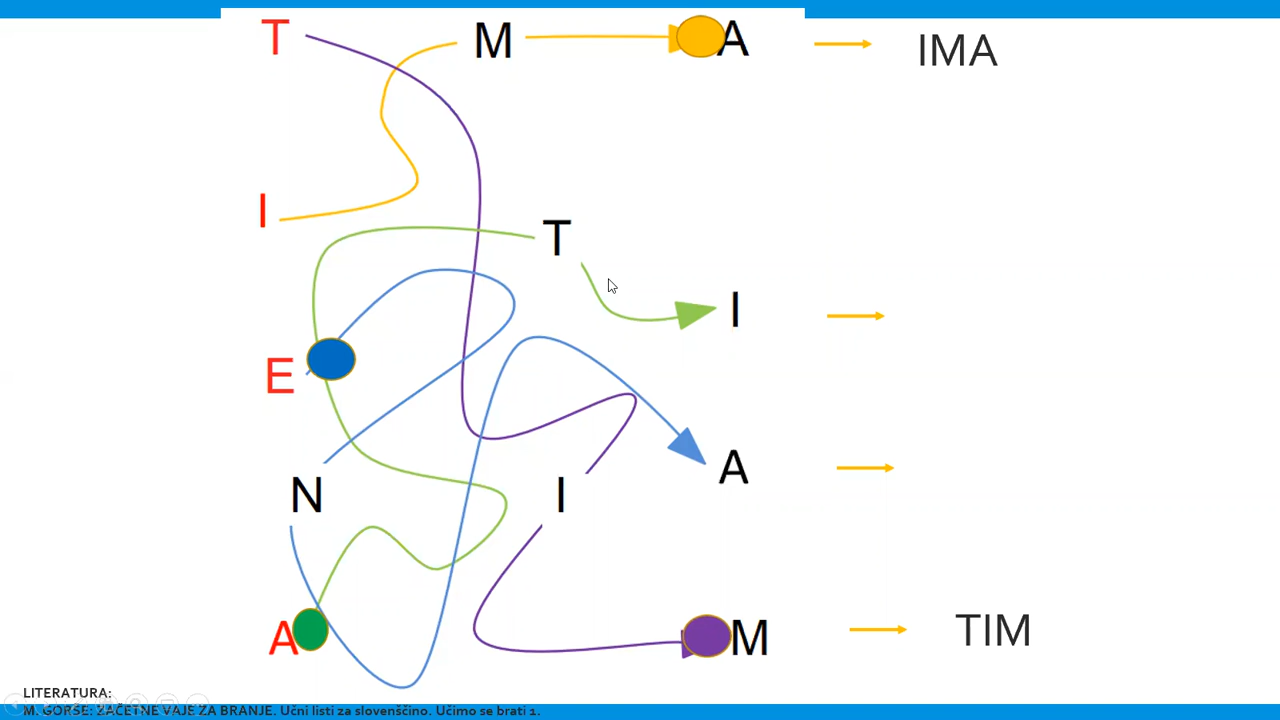 T M A IMA
I
T
I
E
A
N I
A M TIM
LITERATURA:
M. GORŠE: ZAČETNE VAJE ZA BRANJE. Učni listi za slovenščino. Učimo se brati 1.